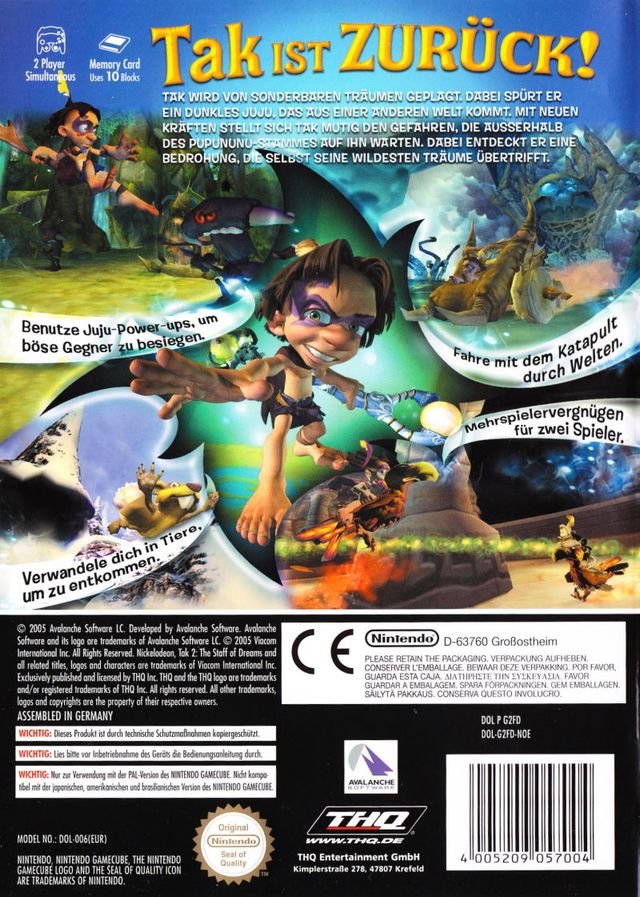 2 Player
Simultaneous
Memory Card
Uses 10 Blocks
TAK IST ZURÜCK!
TAK WIRD VON SONDERBAREN TRÄUMEN GEPLAGT. DABEI SPÜRT ER
EIN DUNKLES JUJU, DAS AUS EINER ANDEREN WELT KOMMT. MIT NEUEN
KRÄFTEN STELLT SICH TAK MUTIG DEN GEFAHREN, DIE AUSSERHALB
DES PUPUNUNU-STAMMES AUF IHN WARTEN. DABEI ENTDECKT ER EINE
BEDROHUNG, DIE SELBST SEINE WILDESTEN TRÄUME ÜBERTRIFFT.
Benutze Juju-Power-ups, um
böse Gegner zu besiegen.
Fahre mit dem Katapult
durch Welten.
Mehrspielervergnügen
für zwei Spieler.
Verwandele dich in Tiere,
um zu entkommen.
© 2005 Avalanche Software LC. Developed by Avalanche Software. Avalanche
Software and its logo are trademarks of Avalanche Software LC. © 2005 Viacom
International Inc. All Rights Reserved. Nickelodeon, Tak 2: The Staff of Dreams and
all related titles, logos and characters are trademarks of Viacom International Inc.
Exclusively published and licensed by THQ Inc. THQ and the THQ logo are trademarks
and/or registered trademarks of THQ Inc. All rights reserved. All other trademarks,
logos and copyrights are the property of their respective owners.
ASSEMBLED IN GERMANY
WICHTIG: Dieses Produkt ist durch technische Schutzmaßnahmen kopiergeschützt.
WICHTIG: Lies bitte vor Inbetriebnahme des Geräts die Bedienungsanleitung durch.
WICHTIG: Nur zur Verwendung mit der PAL-Version des NINTENDO GAMECUBE. Nicht kompa-
tibel mit der japanischen, amerikanischen und brasilianischen Version des NINTENDO GAMECUBE.
MODEL NO.: DOL-006(EUR)
NINTENDO, NINTENDO GAMECUBE, THE NINTENDO
GAMECUBE LOGO AND THE SEAL OF QUALITY ICON
ARE TRADEMARKS OF NINTENDO.
Original
Nintendo
Seal of
Quality
CE
Nintendo D-63760 Großostheim
PLEASE RETAIN THE PACKAGING. VERPACKUNG AUFHEBEN.
CONSERVER L'EMBALLAGE. BEWAAR DEZE VERPAKKING. POR FAVOR,
GUARDA ESTA CAJA. ΔΙΑΤΗΡΗΣΤΕ ΤΗΝ ΣΥΣΚΕΥΑΣΙΑ. FAVOR
GUARDAR A EMBALAGEM. SPARA FÖRPACKNINGEN. GEM EMBALLAGEN.
SÄILYTÄ PAKKAUS. CONSERVA QUESTO INVOLUCRO.
DOL P G2FD
DOL-G2FD-NOE
AVALANCHE
SOFTWARE
THQ
WWW.THQ.DE
THQ Entertainment GmbH
Kimplerstraße 278, 47807 Krefeld
4 005209 057004